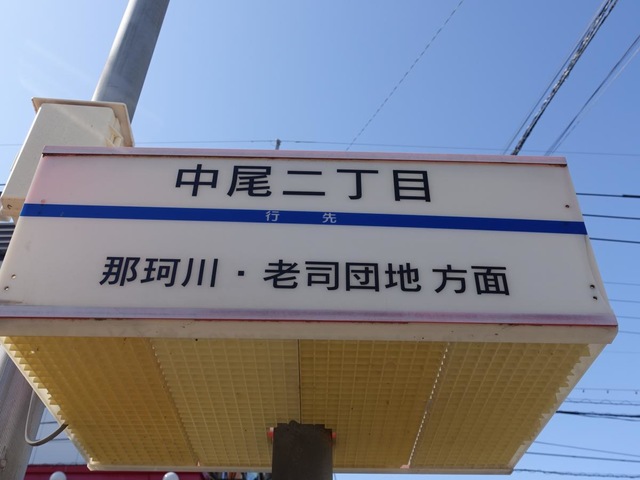 中尾二丁目
行先
那珂川・老司団地 方面